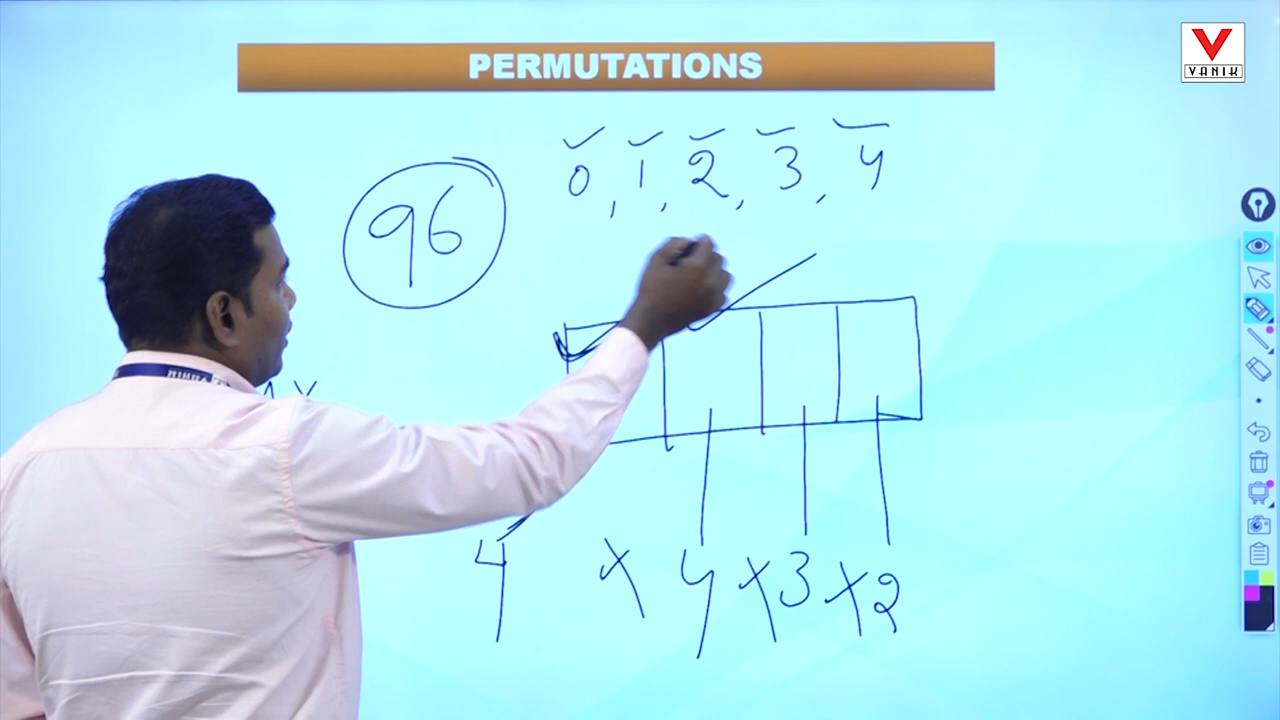 PERMUTATIONS
V
VANIK
0, 1, 2, 3, 4
96
4 x 4 x 3 x 2